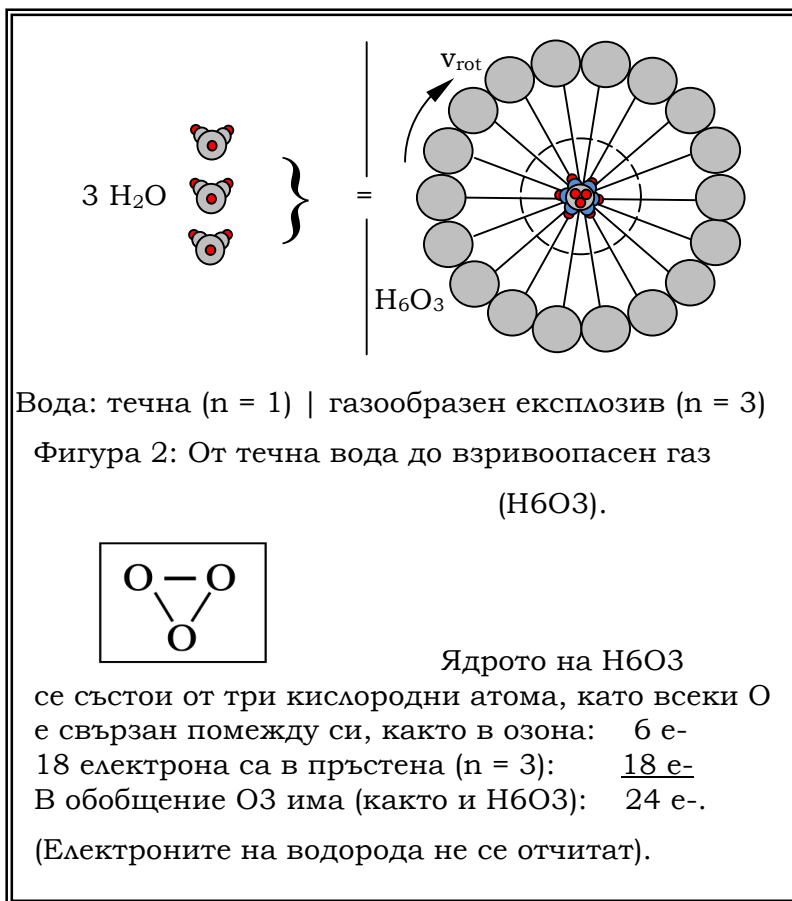 v_rot
3 H₂O } =
H₆O₃
Вода: течна (n = 1) | газообразен експлозив (n = 3)
Фигура 2: От течна вода до взривоопасен газ
(H6O3).
O – O
O
Ядрото на H6O3
се състои от три кислородни атома, като всеки О
е свързан помежду си, както в озона: 6 e-
18 електрона са в пръстена (n = 3): 18 e-
В обобщение O3 има (както и H6O3): 24 e-.
(Електроните на водорода не се отчитат).